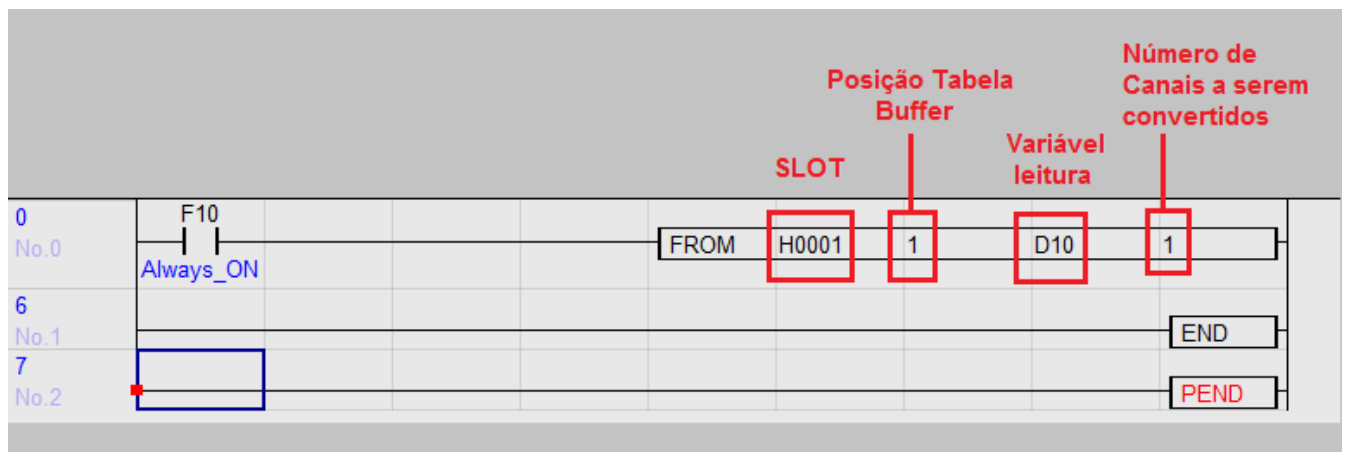 Número de
Canais a serem
convertidos
Posição Tabela
Buffer
Variável
leitura
SLOT
0 F10
No.0 FROM H0001 1 D10 1
Always_ON
6
No.1 END
7
No.2 PEND